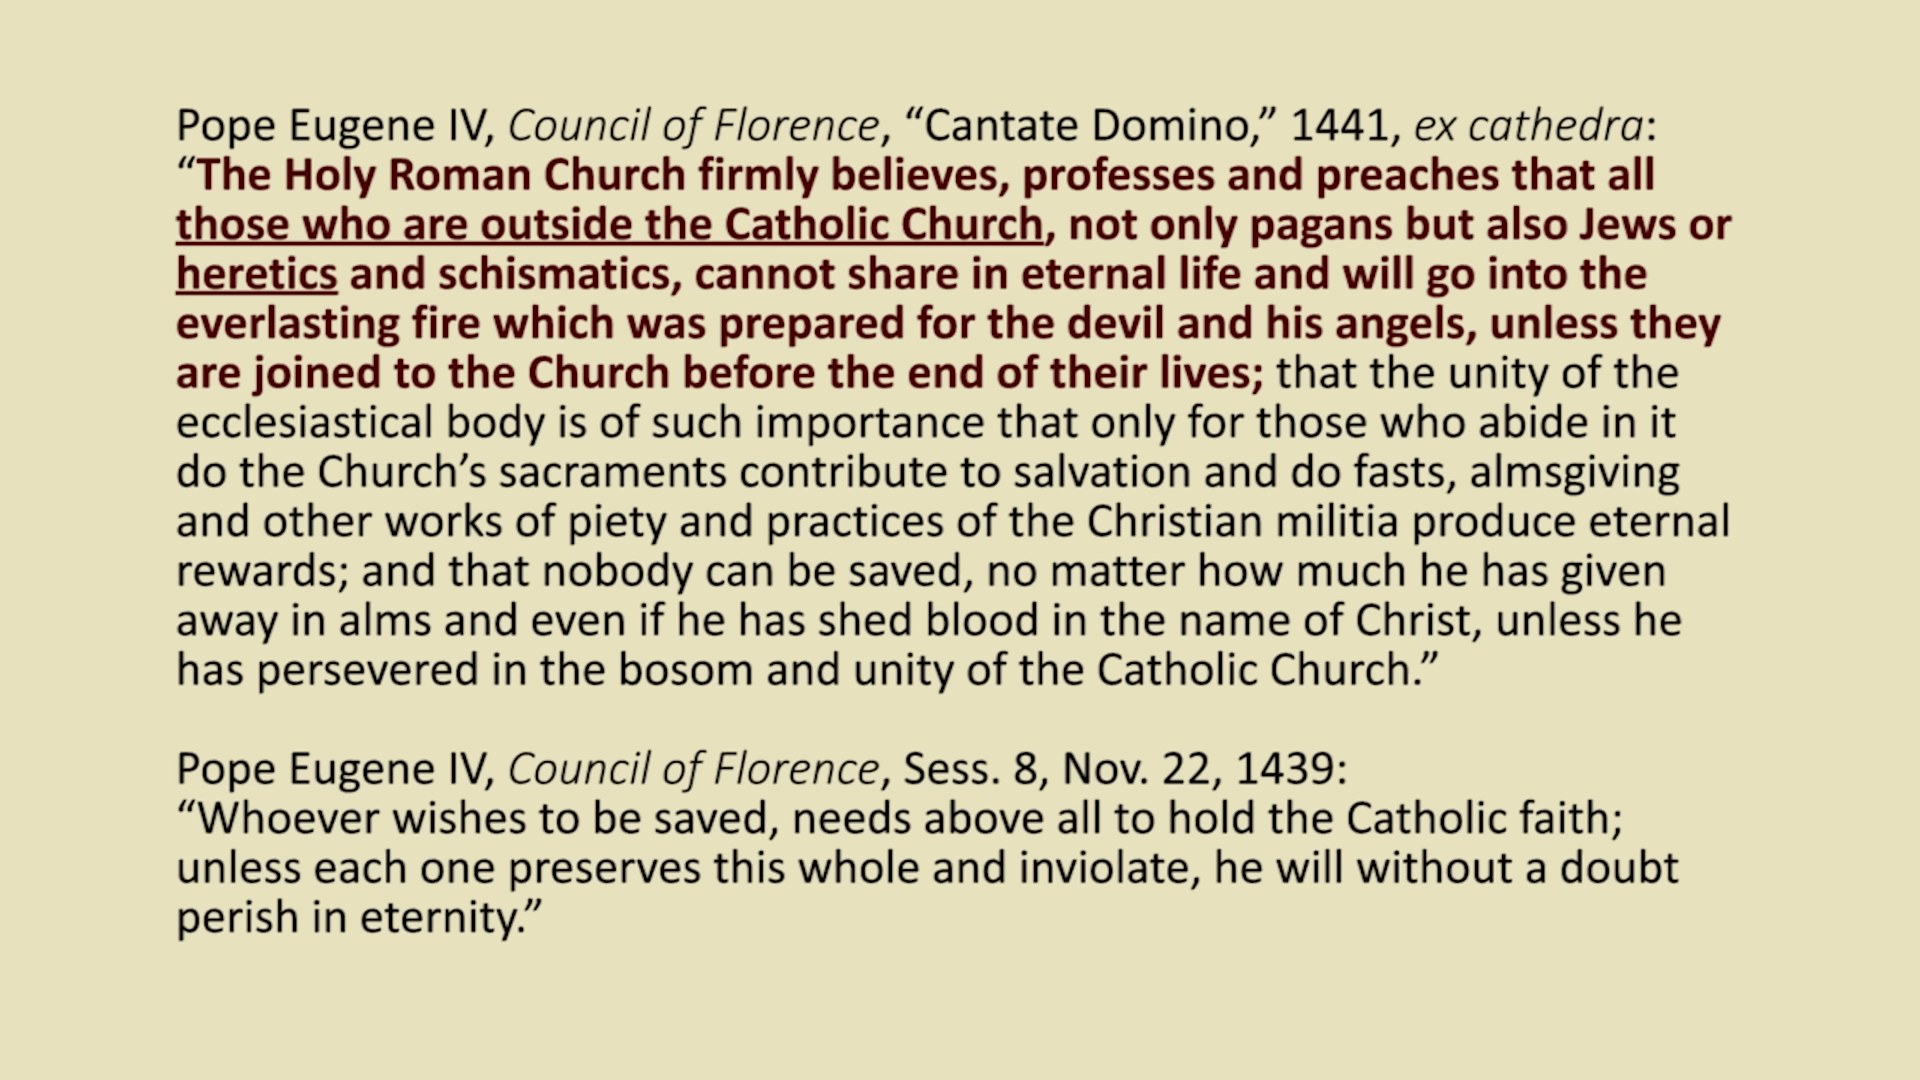 Pope Eugene IV, Council of Florence, “Cantate Domino,” 1441, ex cathedra:
“The Holy Roman Church firmly believes, professes and preaches that all
those who are outside the Catholic Church, not only pagans but also Jews or
heretics and schismatics, cannot share in eternal life and will go into the
everlasting fire which was prepared for the devil and his angels, unless they
are joined to the Church before the end of their lives; that the unity of the
ecclesiastical body is of such importance that only for those who abide in it
do the Church’s sacraments contribute to salvation and do fasts, almsgiving
and other works of piety and practices of the Christian militia produce eternal
rewards; and that nobody can be saved, no matter how much he has given
away in alms and even if he has shed blood in the name of Christ, unless he
has persevered in the bosom and unity of the Catholic Church.”
Pope Eugene IV, Council of Florence, Sess. 8, Nov. 22, 1439:
“Whoever wishes to be saved, needs above all to hold the Catholic faith;
unless each one preserves this whole and inviolate, he will without a doubt
perish in eternity.”